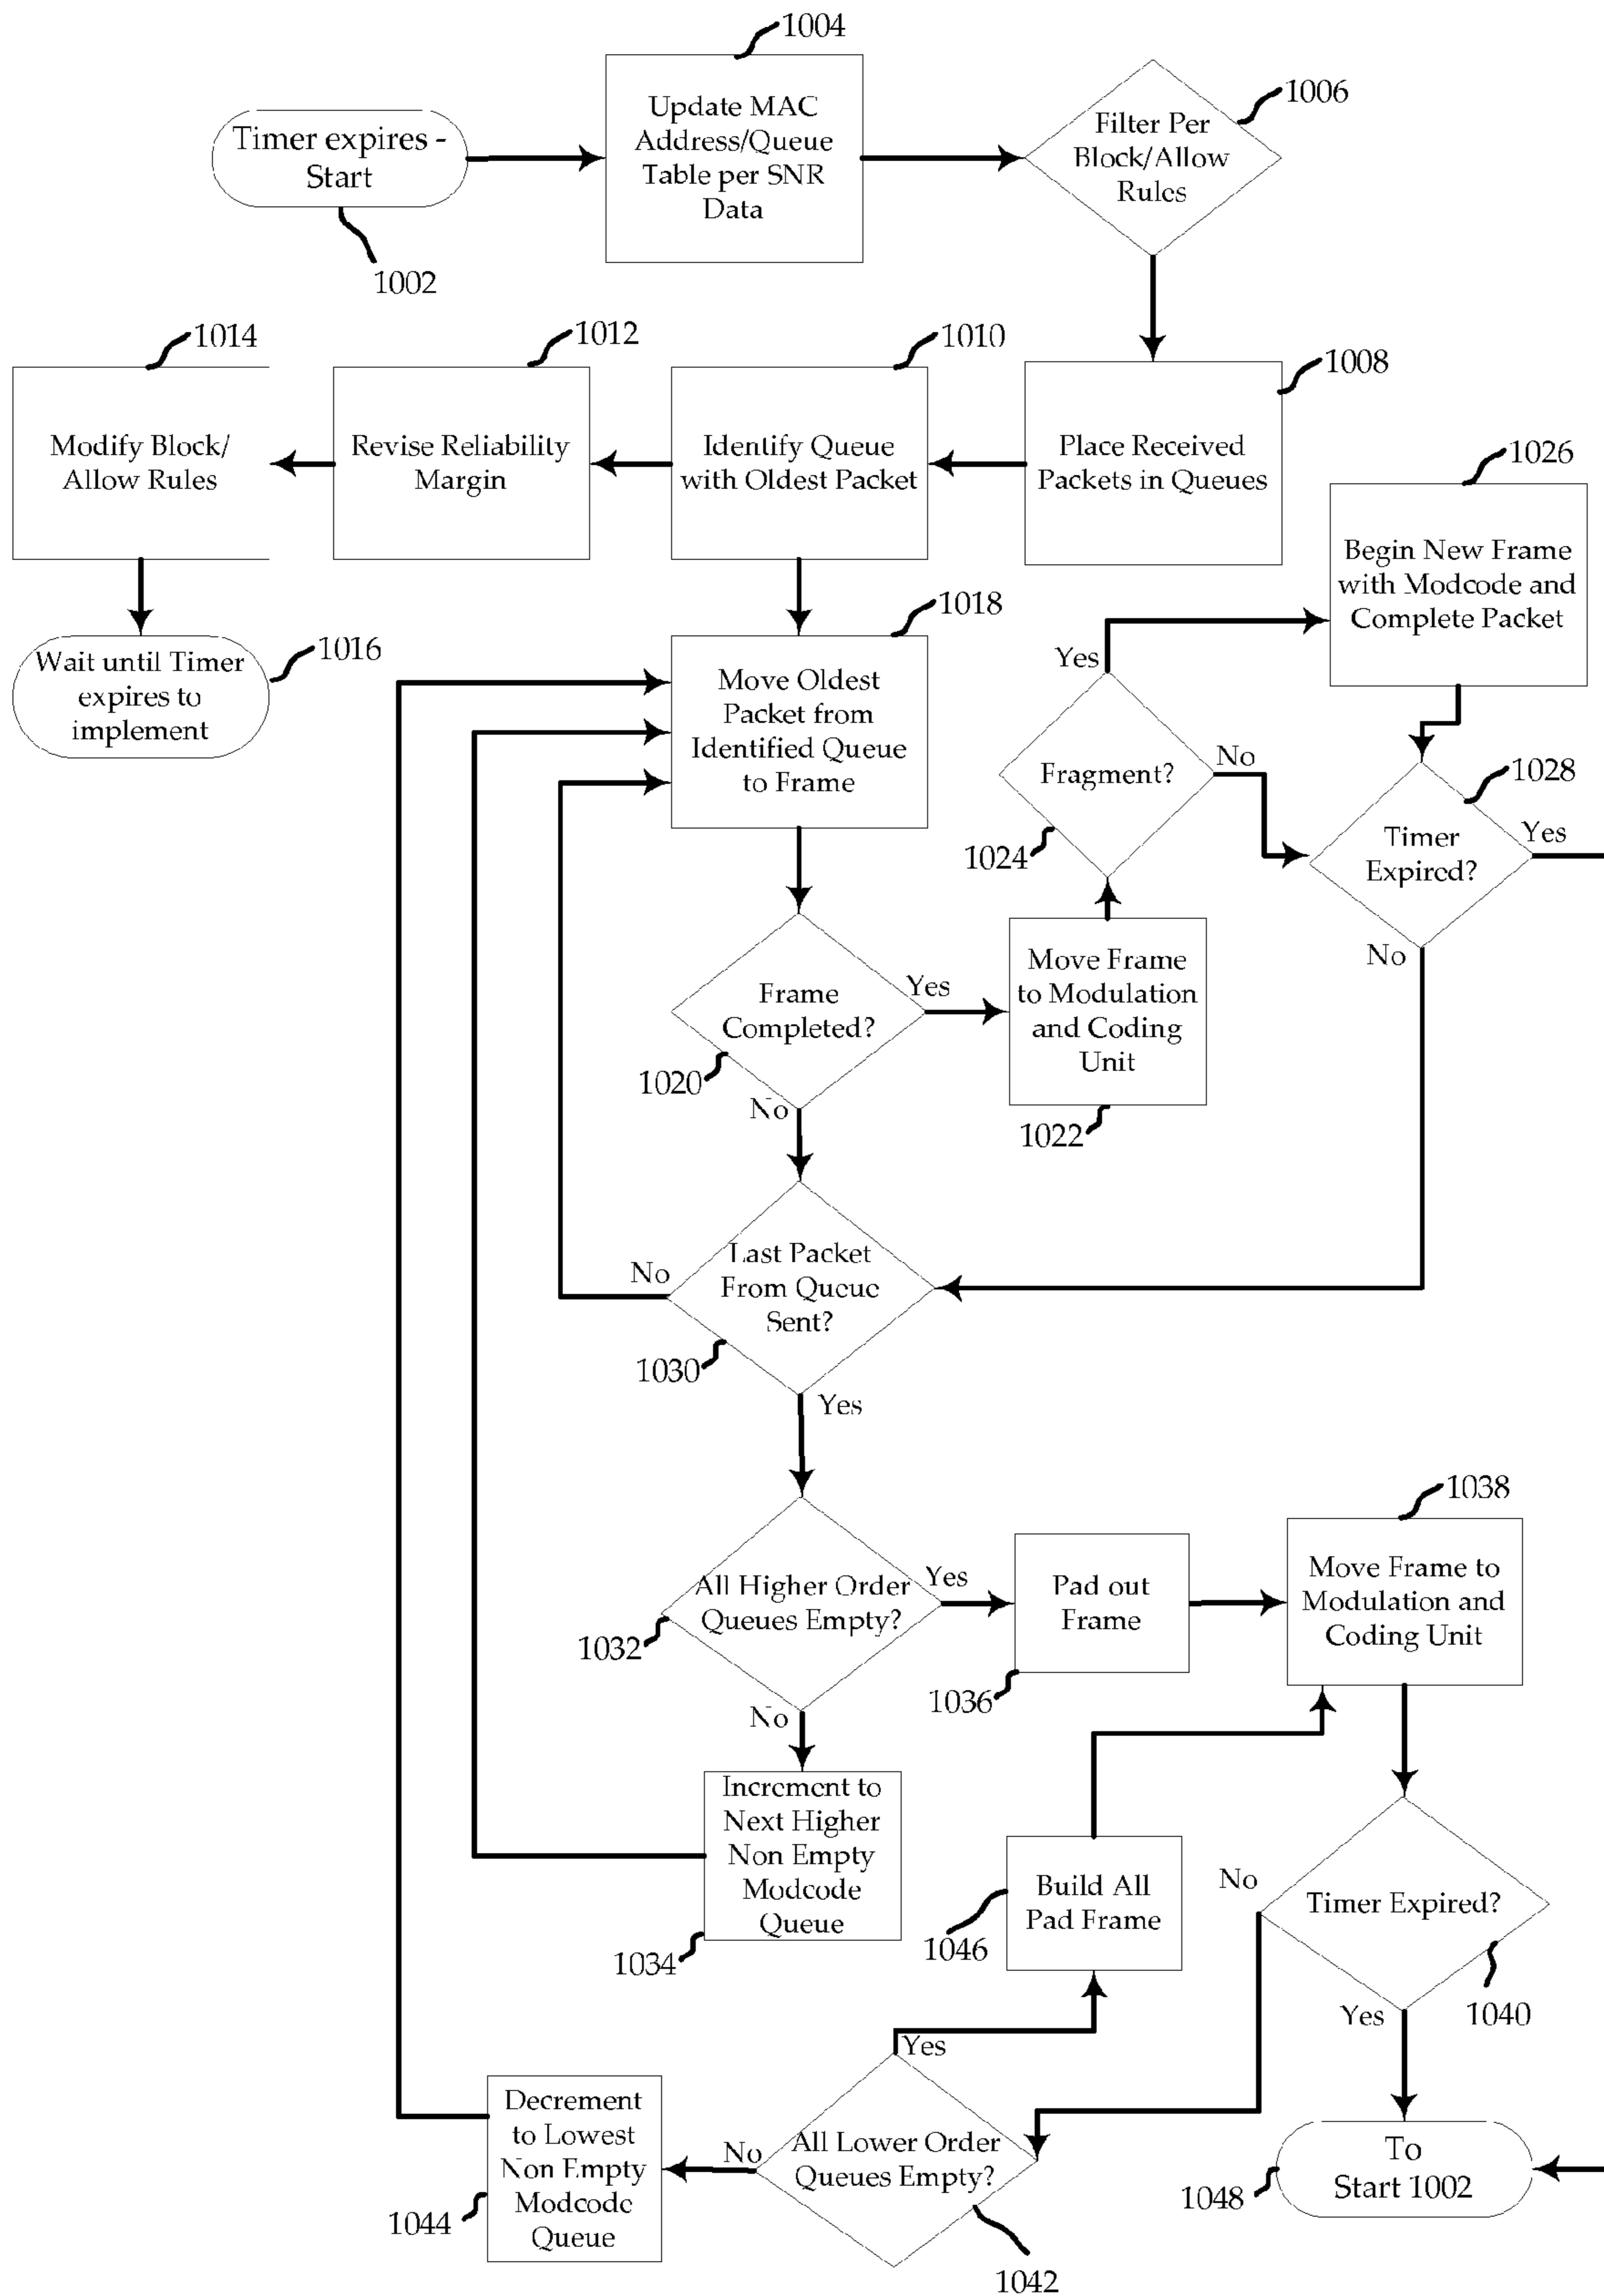 1004
Update MAC
Address/Queue
Table per SNR
Data
1006
Filter Per
Block/Allow
Rules
Timer expires -
Start
1002
1014
Modify Block/
Allow Rules
1012
Revise Reliability
Margin
1010
Identify Queue
with Oldest Packet
1008
Place Received
Packets in Queues
1026
Begin New Frame
with Modcode and
Complete Packet
1016
Wait until Timer
expires to
implement
1018
Move Oldest
Packet from
Identified Queue
to Frame
Yes
Fragment?
No
1024
1028
Timer
Expired?
Yes
No
Frame
Completed?
Yes
1020
No
Move Frame
to Modulation
and Coding
Unit
1022
Last Packet
From Queue
Sent?
No
1030
Yes
All Higher Order
Queues Empty?
Yes
1032
No
Pad out
Frame
1036
1038
Move Frame to
Modulation and
Coding Unit
Increment to
Next Higher
Non Empty
Modcode
Queue
1034
Build All
Pad Frame
1046
No
Timer Expired?
1040
Yes
Yes
All Lower Order
Queues Empty?
No
1042
Decrement
to Lowest
Non Empty
Modcode
Queue
1044
To
Start 1002
1048